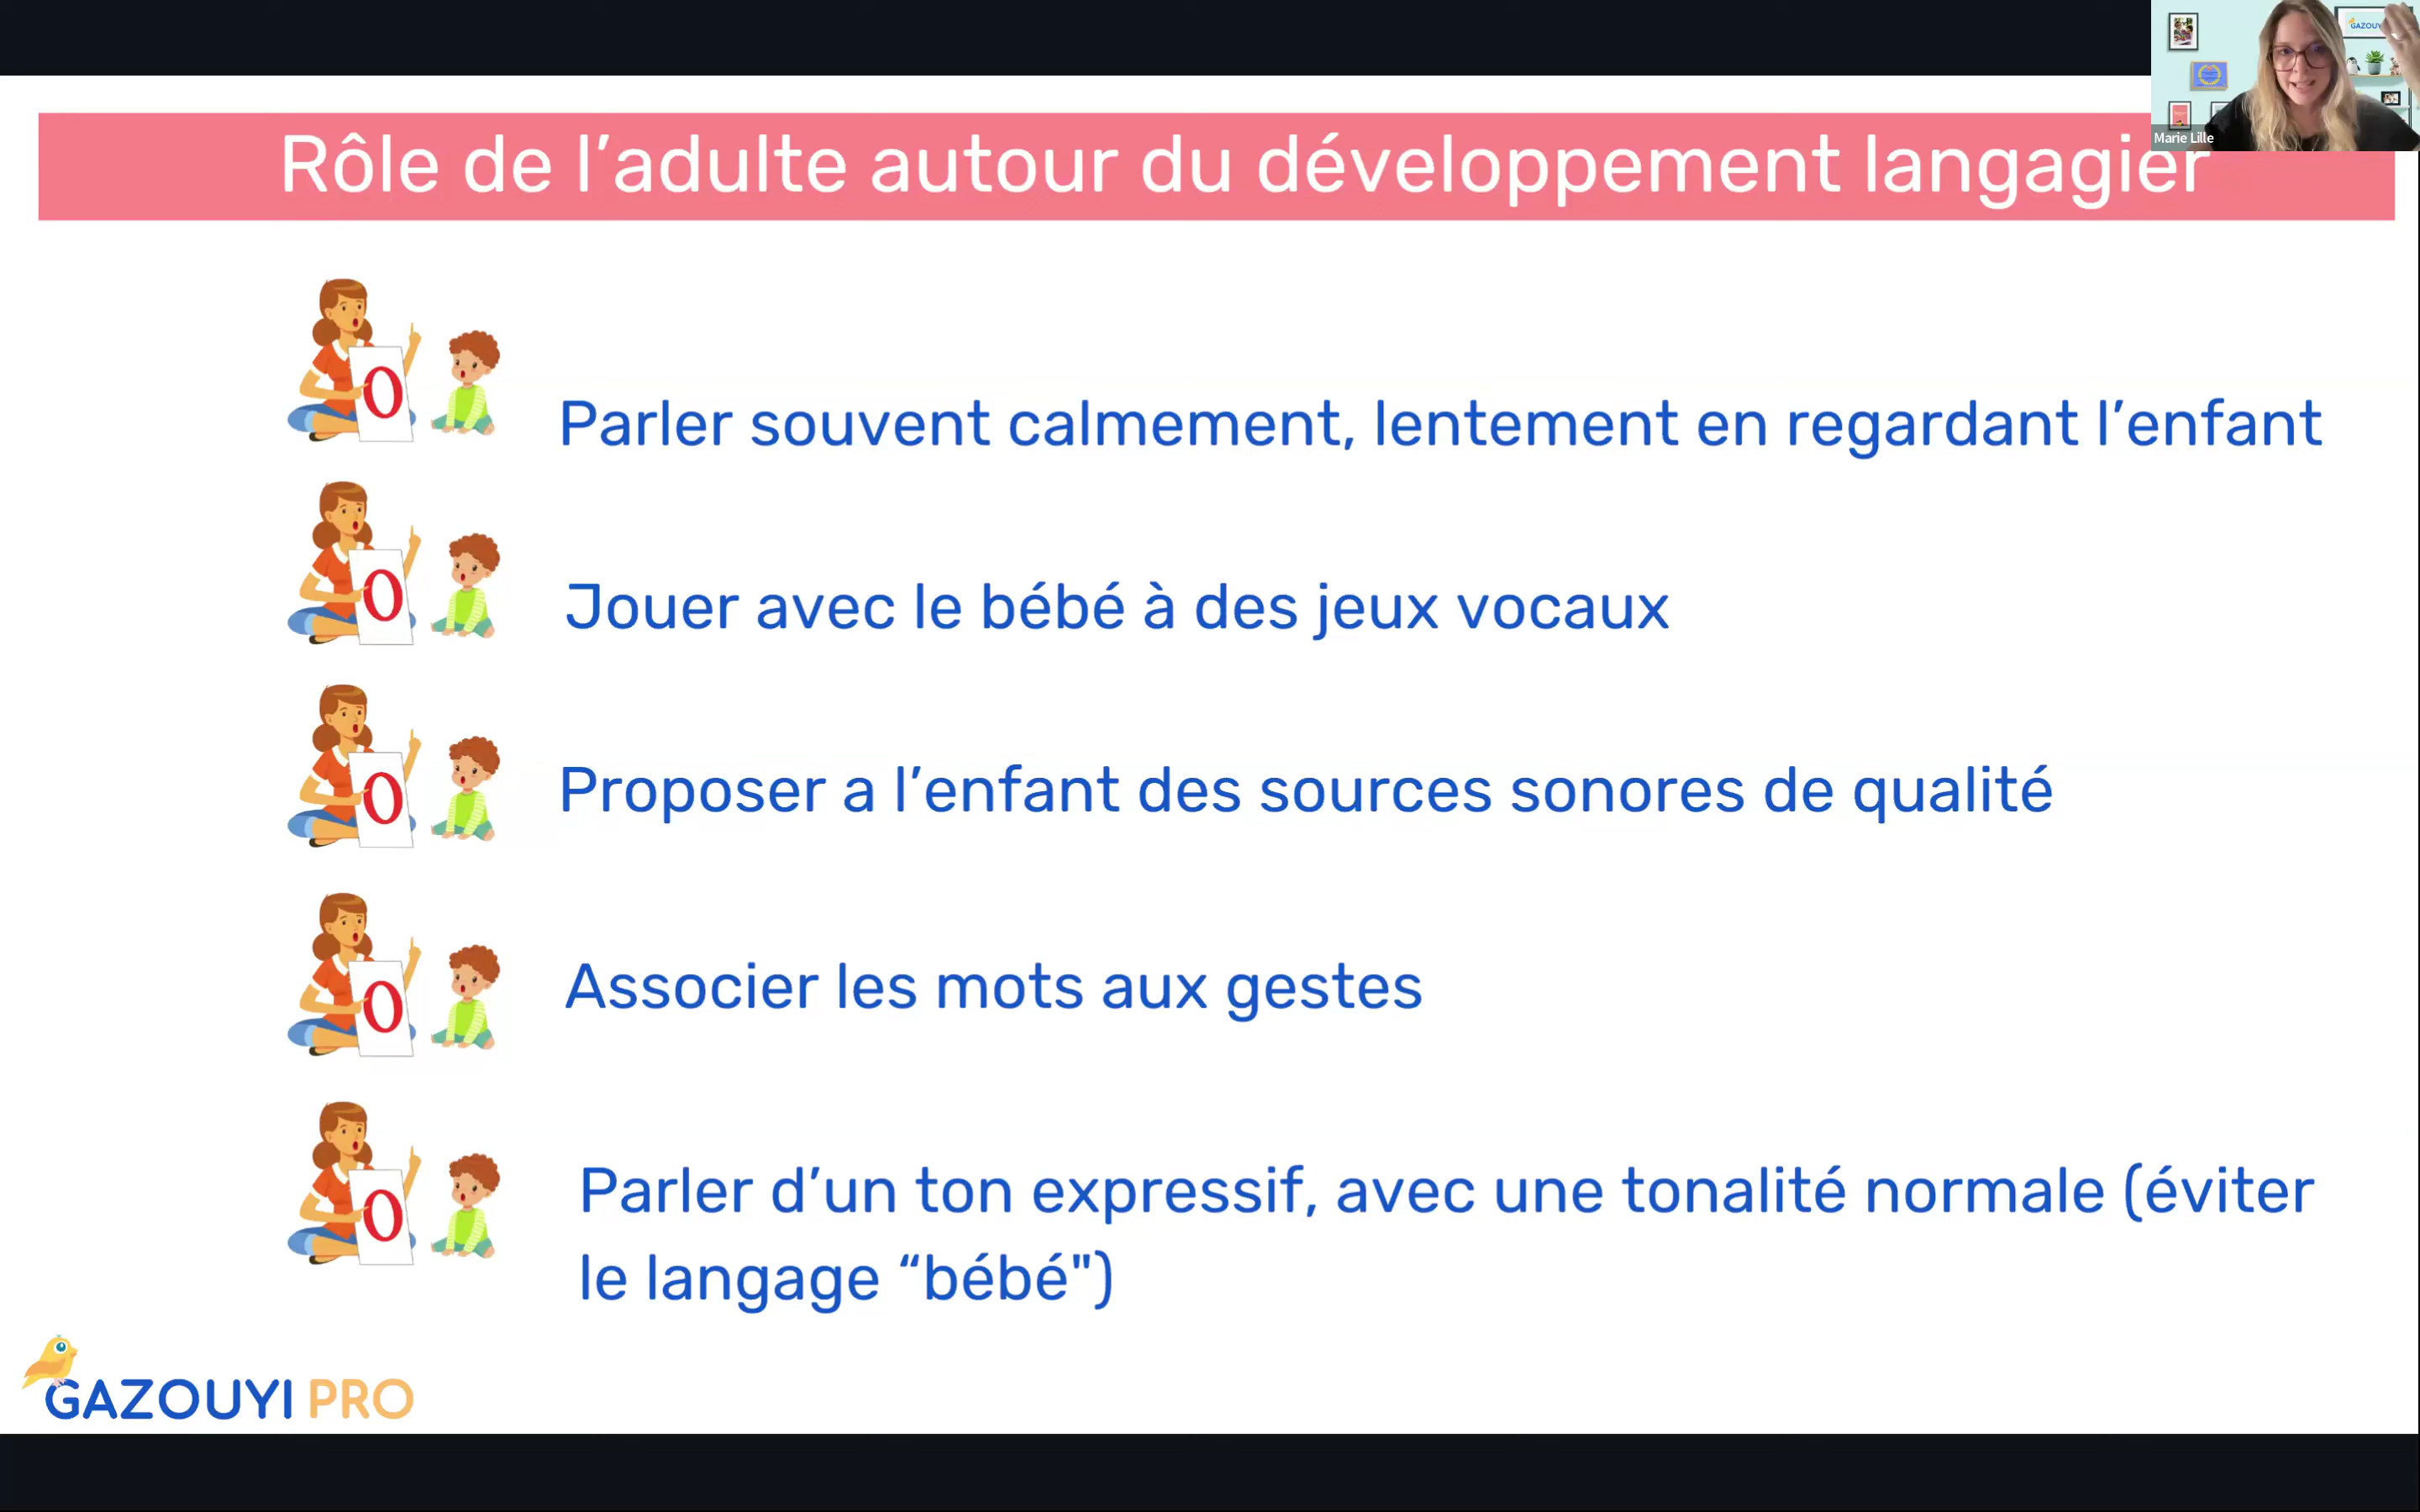 GAZOUY
Marie Lille
Rôle de l’adulte autour du développement langagier
O
Parler souvent calmement, lentement en regardant l’enfant
O
Jouer avec le bébé à des jeux vocaux
O
Proposer a l’enfant des sources sonores de qualité
O
Associer les mots aux gestes
O
Parler d’un ton expressif, avec une tonalité normale (éviter
le langage “bébé")
GAZOUYI PRO